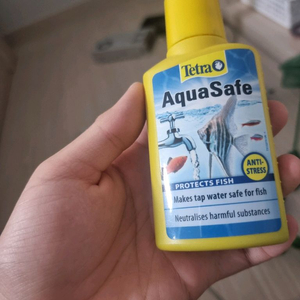 Tetra
AquaSafe
ANTI-
STRESS
PROTECTS FISH
Makes tap water safe for fish
Neutralises harmful substances